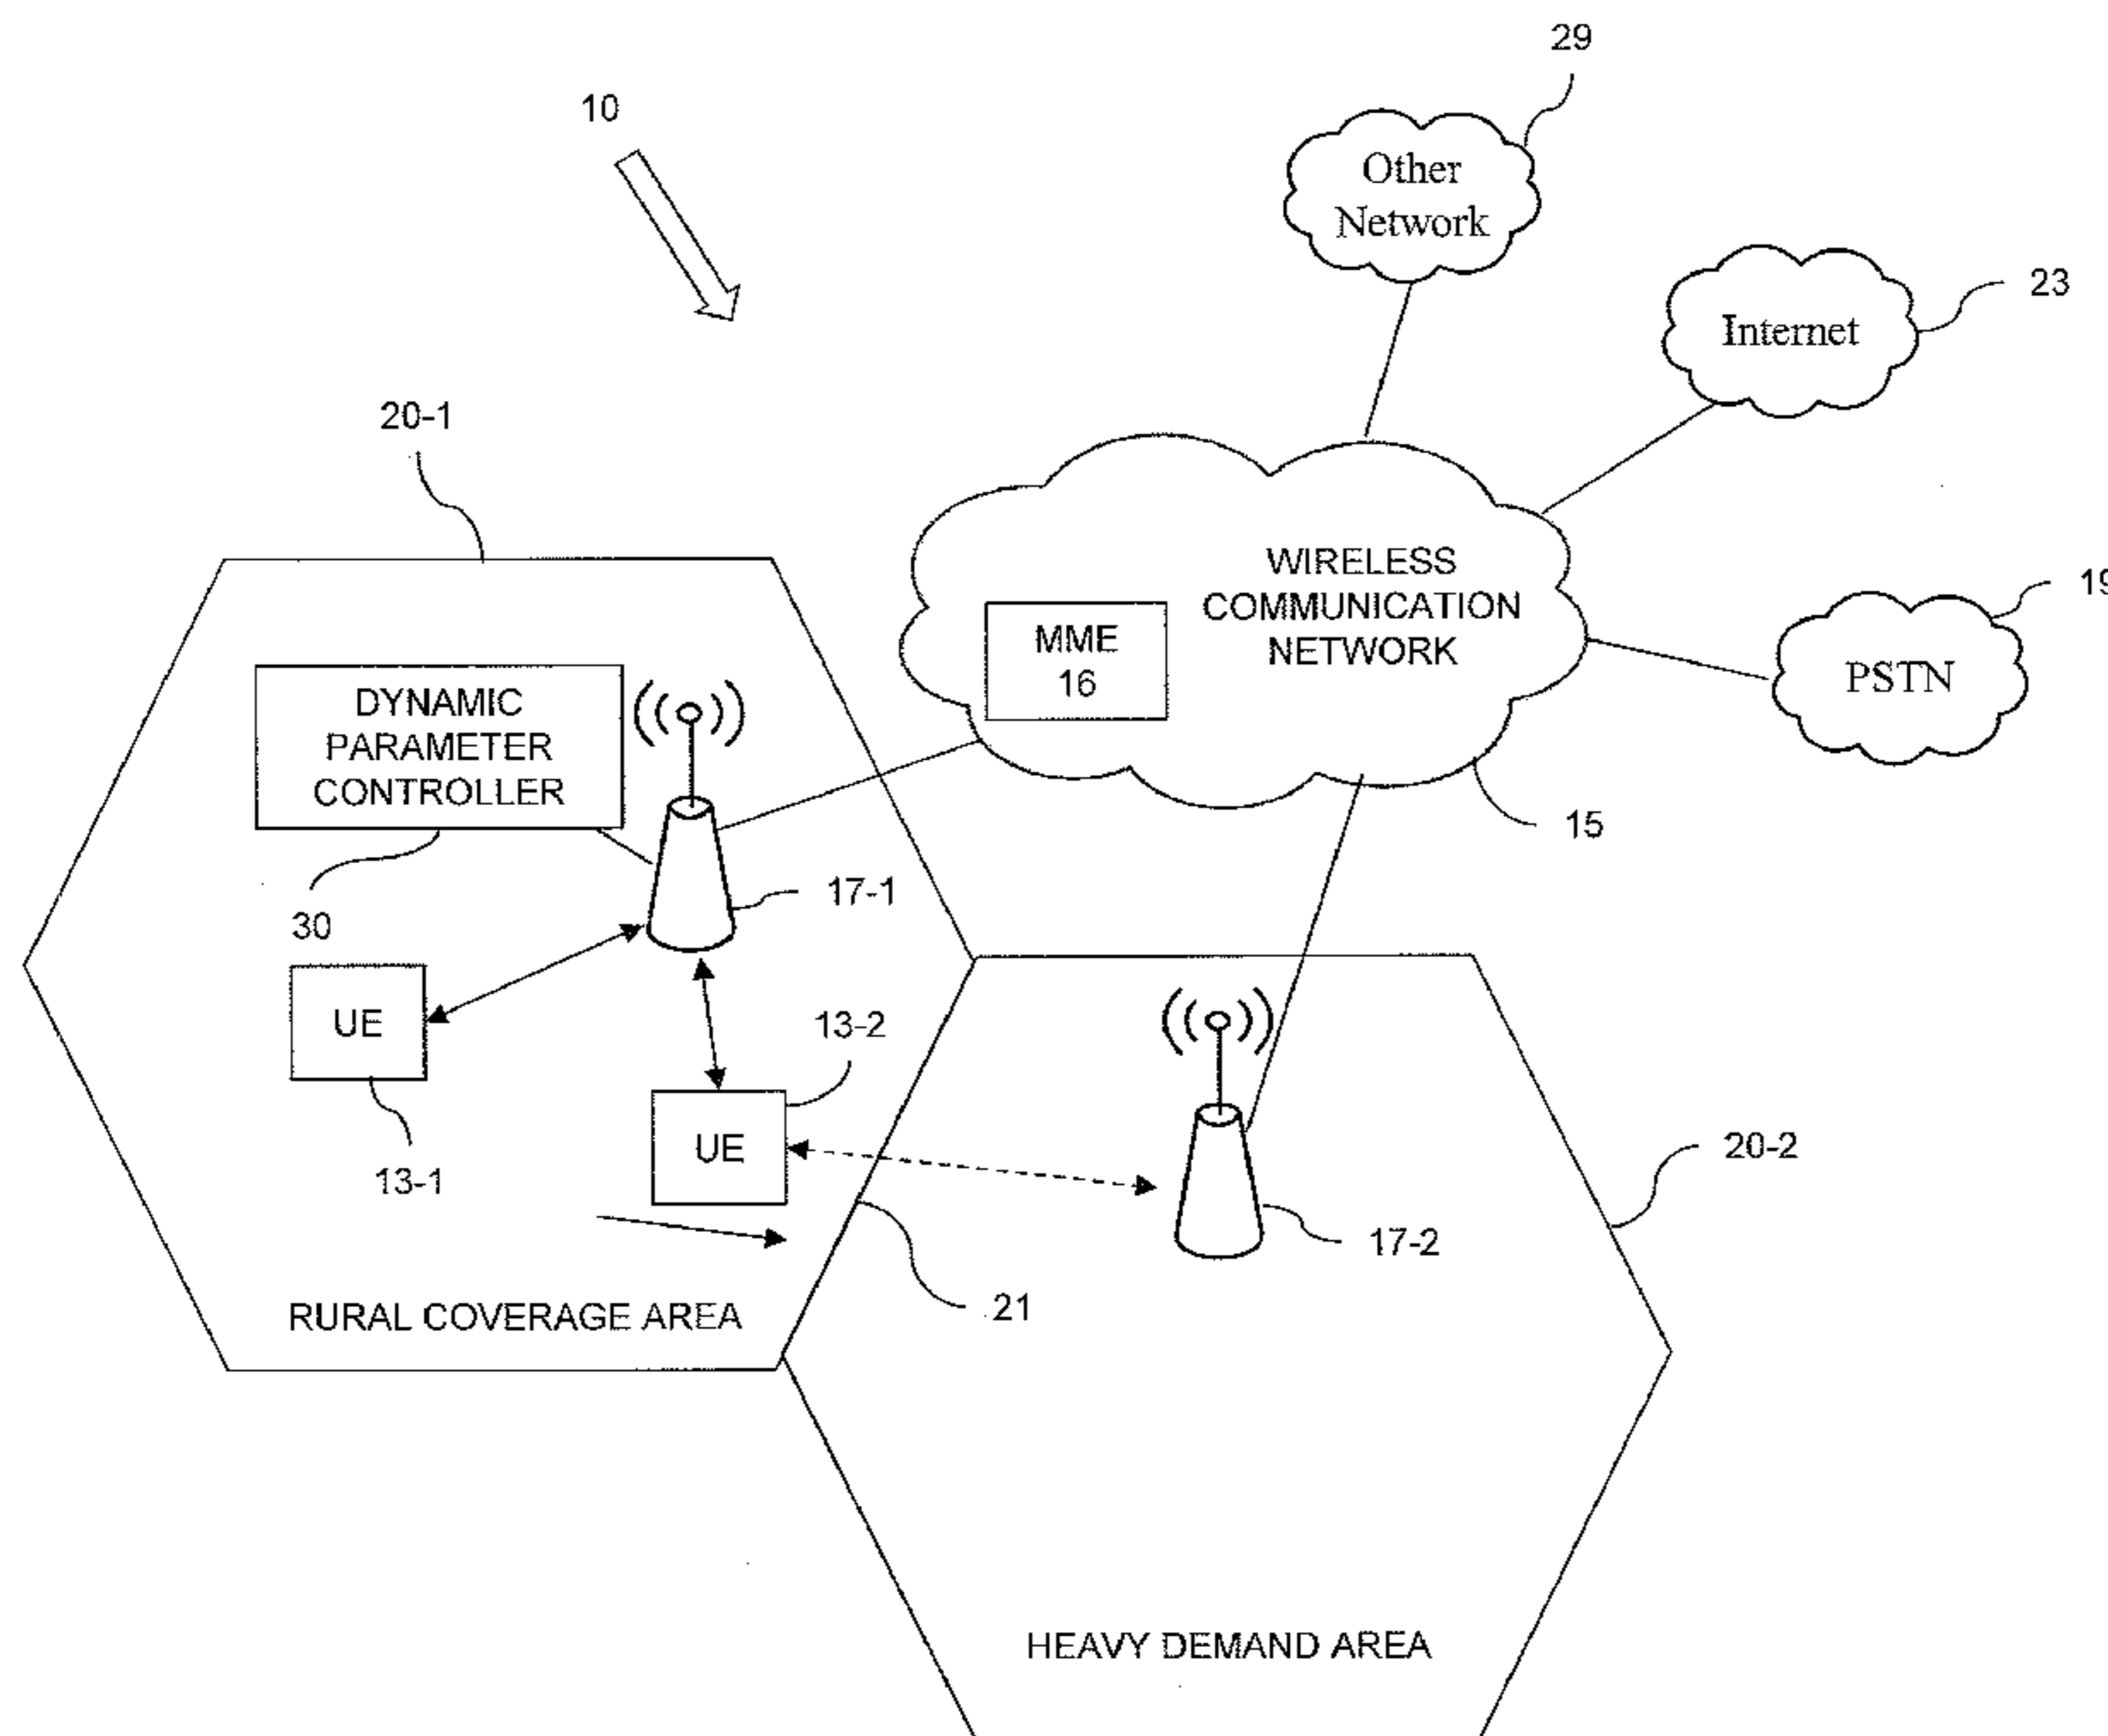 29
10
Other
Network
23
Internet
20-1
WIRELESS
COMMUNICATION
NETWORK
19
MME
16
PSTN
DYNAMIC
PARAMETER
CONTROLLER
15
17-1
30
UE
13-2
13-1
UE
20-2
17-2
21
RURAL COVERAGE AREA
HEAVY DEMAND AREA